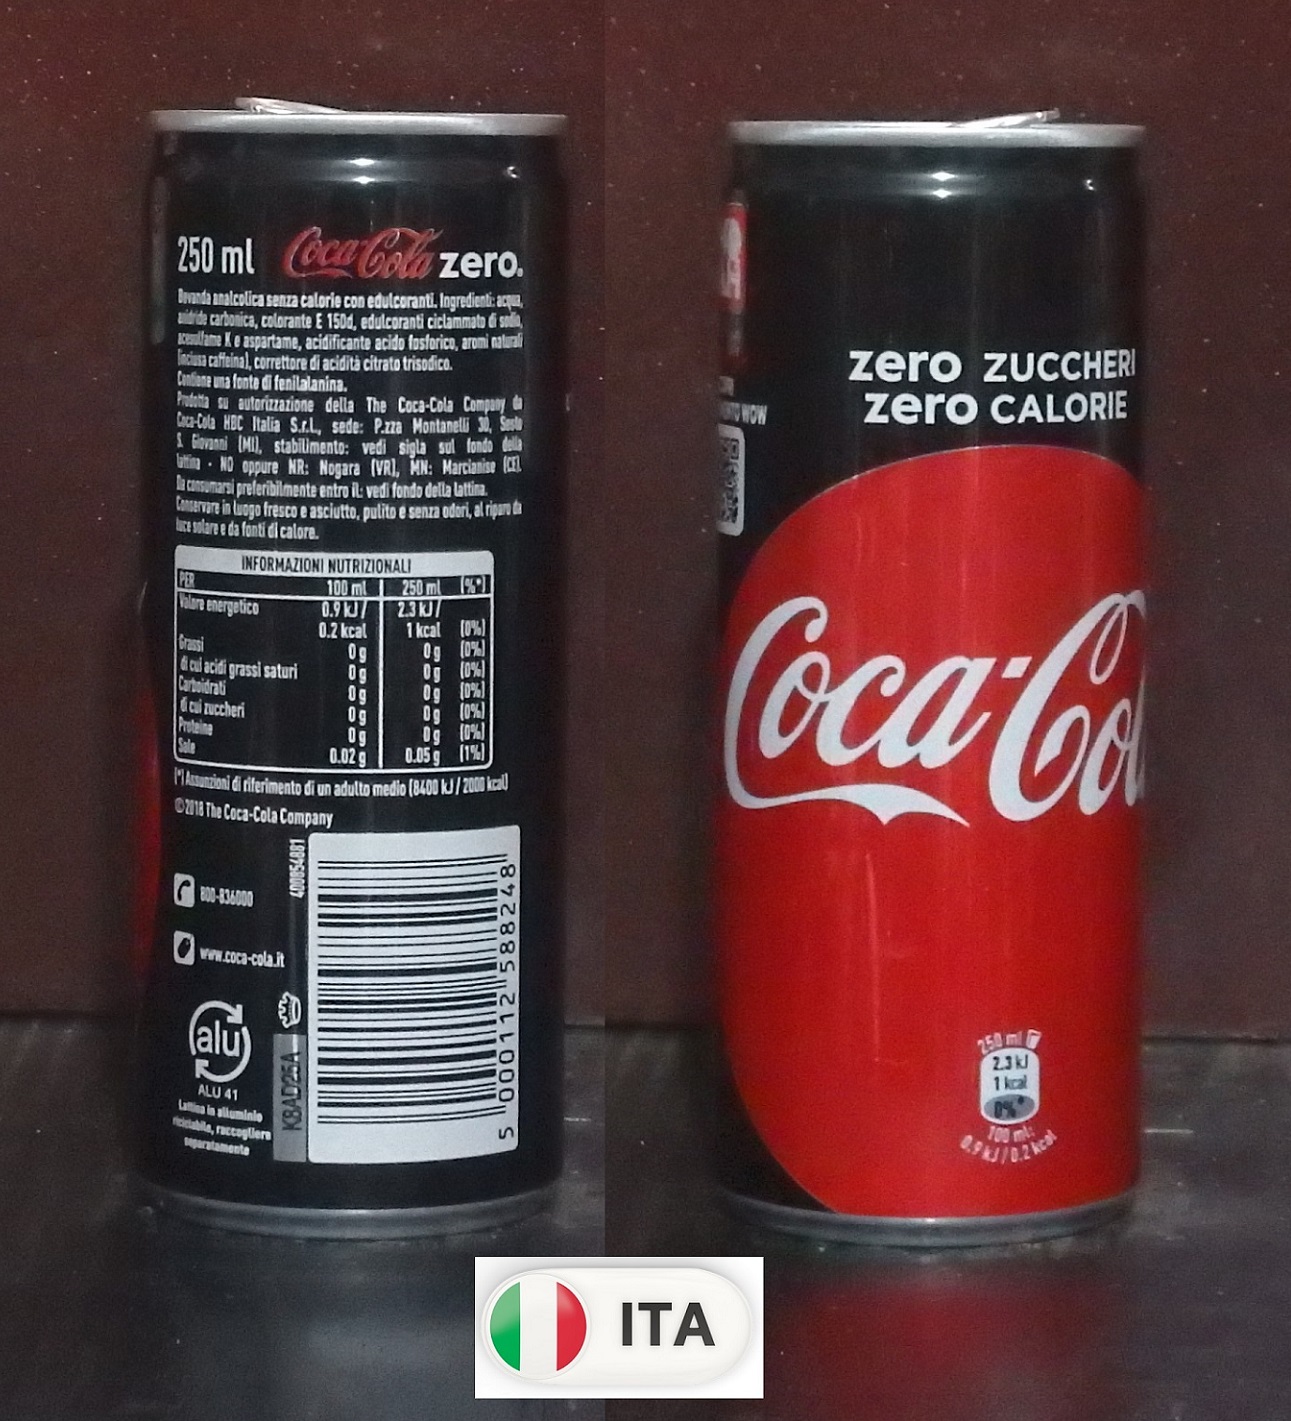 250 ml Coca-Cola zero.
Bevanda analcolica senza calorie con edulcoranti. Ingredienti: acqua,
anidride carbonica, colorante E 150d, edulcoranti ciclammato di sodio,
acesulfame K e aspartame, acidificante acido fosforico, aromi naturali
(inclusa caffeina), correttore di acidità citrato trisodico.
Contiene una fonte di fenilalanina.
Prodotta su autorizzazione della The Coca-Cola Company da
Coca-Cola HBC Italia S.r.l., sede: P.zza Montanelli 30, Sesto
S. Giovanni (MI), stabilimento: vedi sigla sul fondo della
lattina - NO oppure NR: Nogara (VR), MN: Marcianise (CE).
Da consumarsi preferibilmente entro il: vedi fondo della lattina.
Conservare in luogo fresco e asciutto, pulito e senza odori, al riparo da
luce solare e da fonti di calore.
INFORMAZIONI NUTRIZIONALI
PER 100 ml 250 ml (%*)
Valore energetico 0.9 kJ/ 2.3 kJ/
0.2 kcal 1 kcal (0%)
Grassi 0 g 0 g (0%)
di cui acidi grassi saturi 0 g 0 g (0%)
Carboidrati 0 g 0 g (0%)
di cui zuccheri 0 g 0 g (0%)
Proteine 0 g 0 g (0%)
Sale 0.02 g 0.05 g (1%)
(*) Assunzioni di riferimento di un adulto medio (8400 kJ / 2000 kcal)
©2018 The Coca-Cola Company
400854881
800-836000
www.coca-cola.it
alu
ALU 41
Lattina in alluminio
riciclabile, raccogliere
separatamente
K8AD25A
5 000112 588248
WOW
zero ZUCCHERI
zero CALORIE
Coca-Col
250 ml
2.3 kJ
1 kcal
0%*
100 ml:
0.9 kJ / 0.2 kcal
ITA